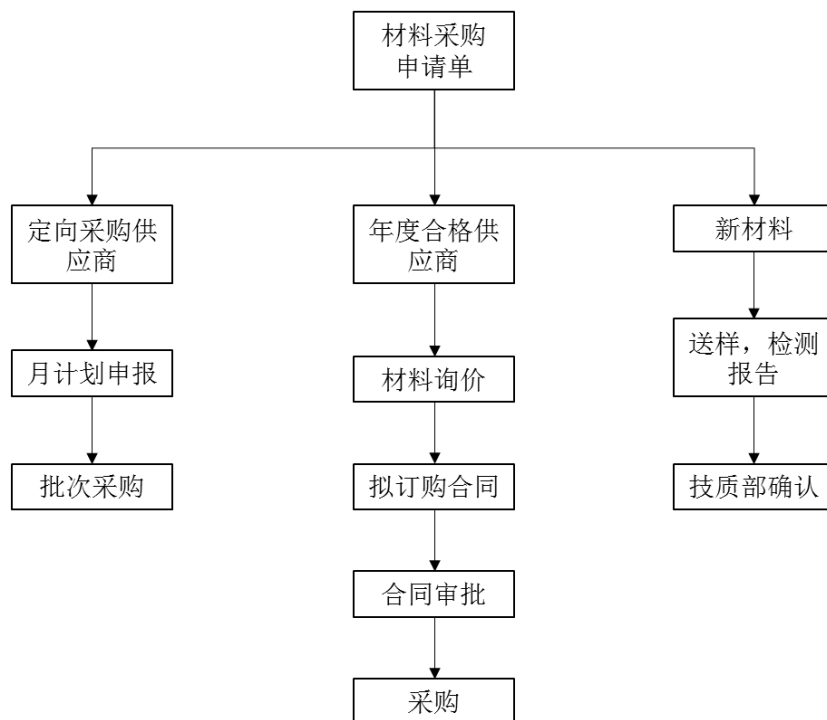 材料采购
申请单
定向采购供
应商
年度合格供
应商
新材料
月计划申报
材料询价
送样，检测
报告
批次采购
拟订购合同
技质部确认
合同审批
采购